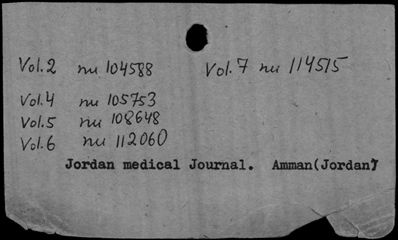 Vol.2 nu 104588 Vol.7 nu 114515
Vol.4 nu 105753
Vol.5 nu 108648
Vol.6 nu 112060
Jordan medical Journal. Amman(Jordan)